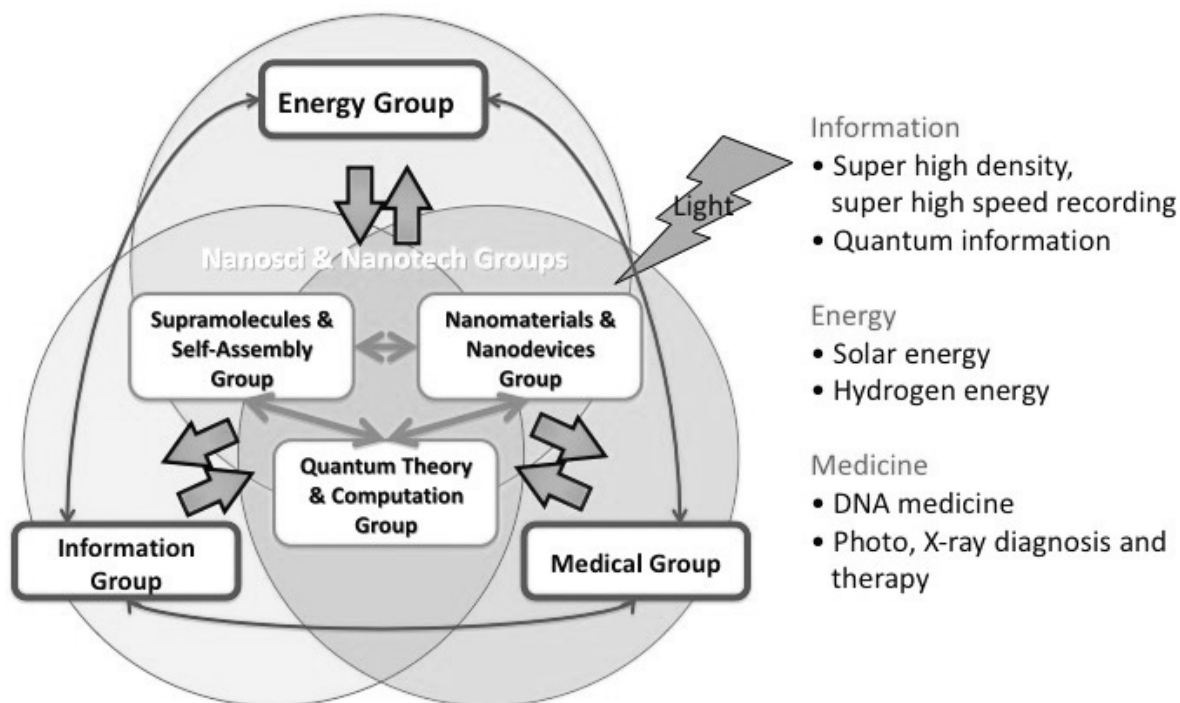 Energy Group
Light
Nanosci & Nanotech Groups
Supramolecules &
Self-Assembly
Group
Nanomaterials &
Nanodevices
Group
Quantum Theory
& Computation
Group
Information
Group
Medical Group
Information
• Super high density,
super high speed recording
• Quantum information
Energy
• Solar energy
• Hydrogen energy
Medicine
• DNA medicine
• Photo, X-ray diagnosis and
therapy